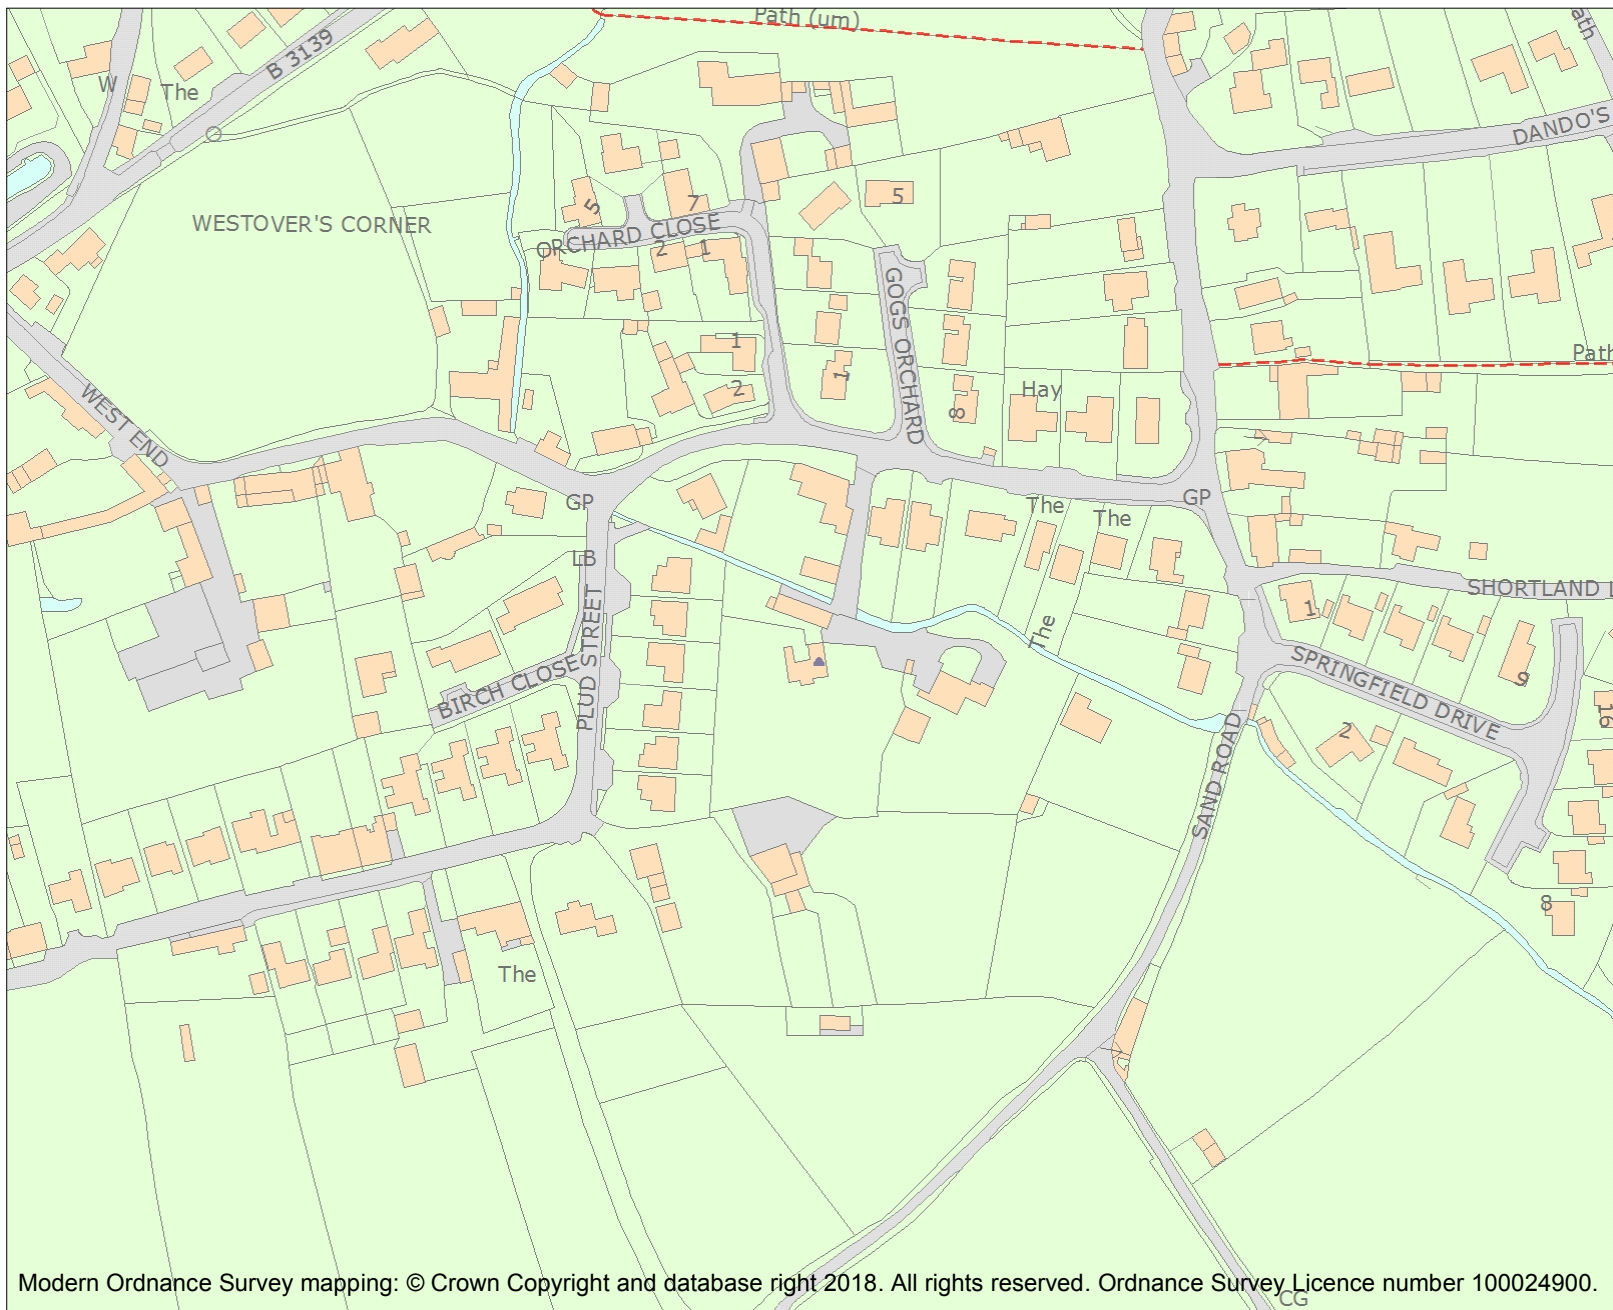 Path (um)
ath
B 3139
W
The
DANDO'S
WESTOVER'S CORNER
5
7
5
ORCHARD CLOSE
2
1
GOGS ORCHARD
1
2
1
8
Hay
Path
WEST END
GP
GP
The
The
LB
PLUD STREET
SHORTLAND L
1
The
BIRCH CLOSE
SPRINGFIELD DRIVE
9
16
2
SAND ROAD
8
The
CG
Modern Ordnance Survey mapping: © Crown Copyright and database right 2018. All rights reserved. Ordnance Survey Licence number 100024900.